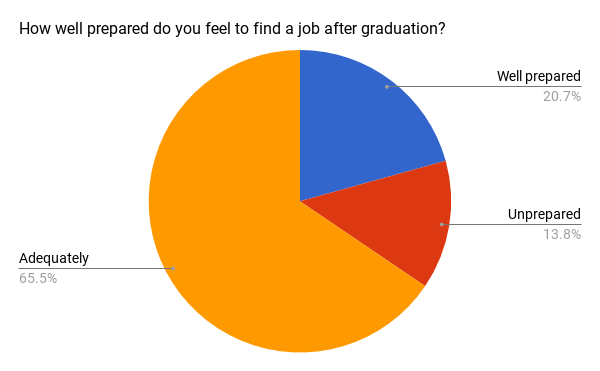 How well prepared do you feel to find a job after graduation?
Well prepared
20.7%
Unprepared
13.8%
Adequately
65.5%